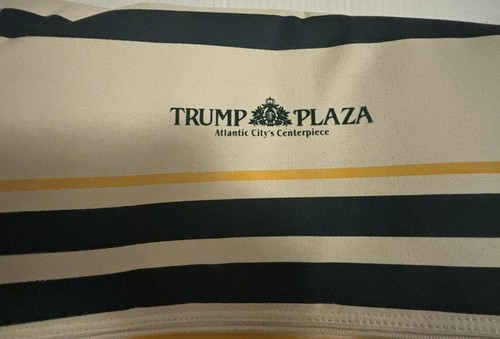 TRUMP PLAZA
Atlantic City's Centerpiece